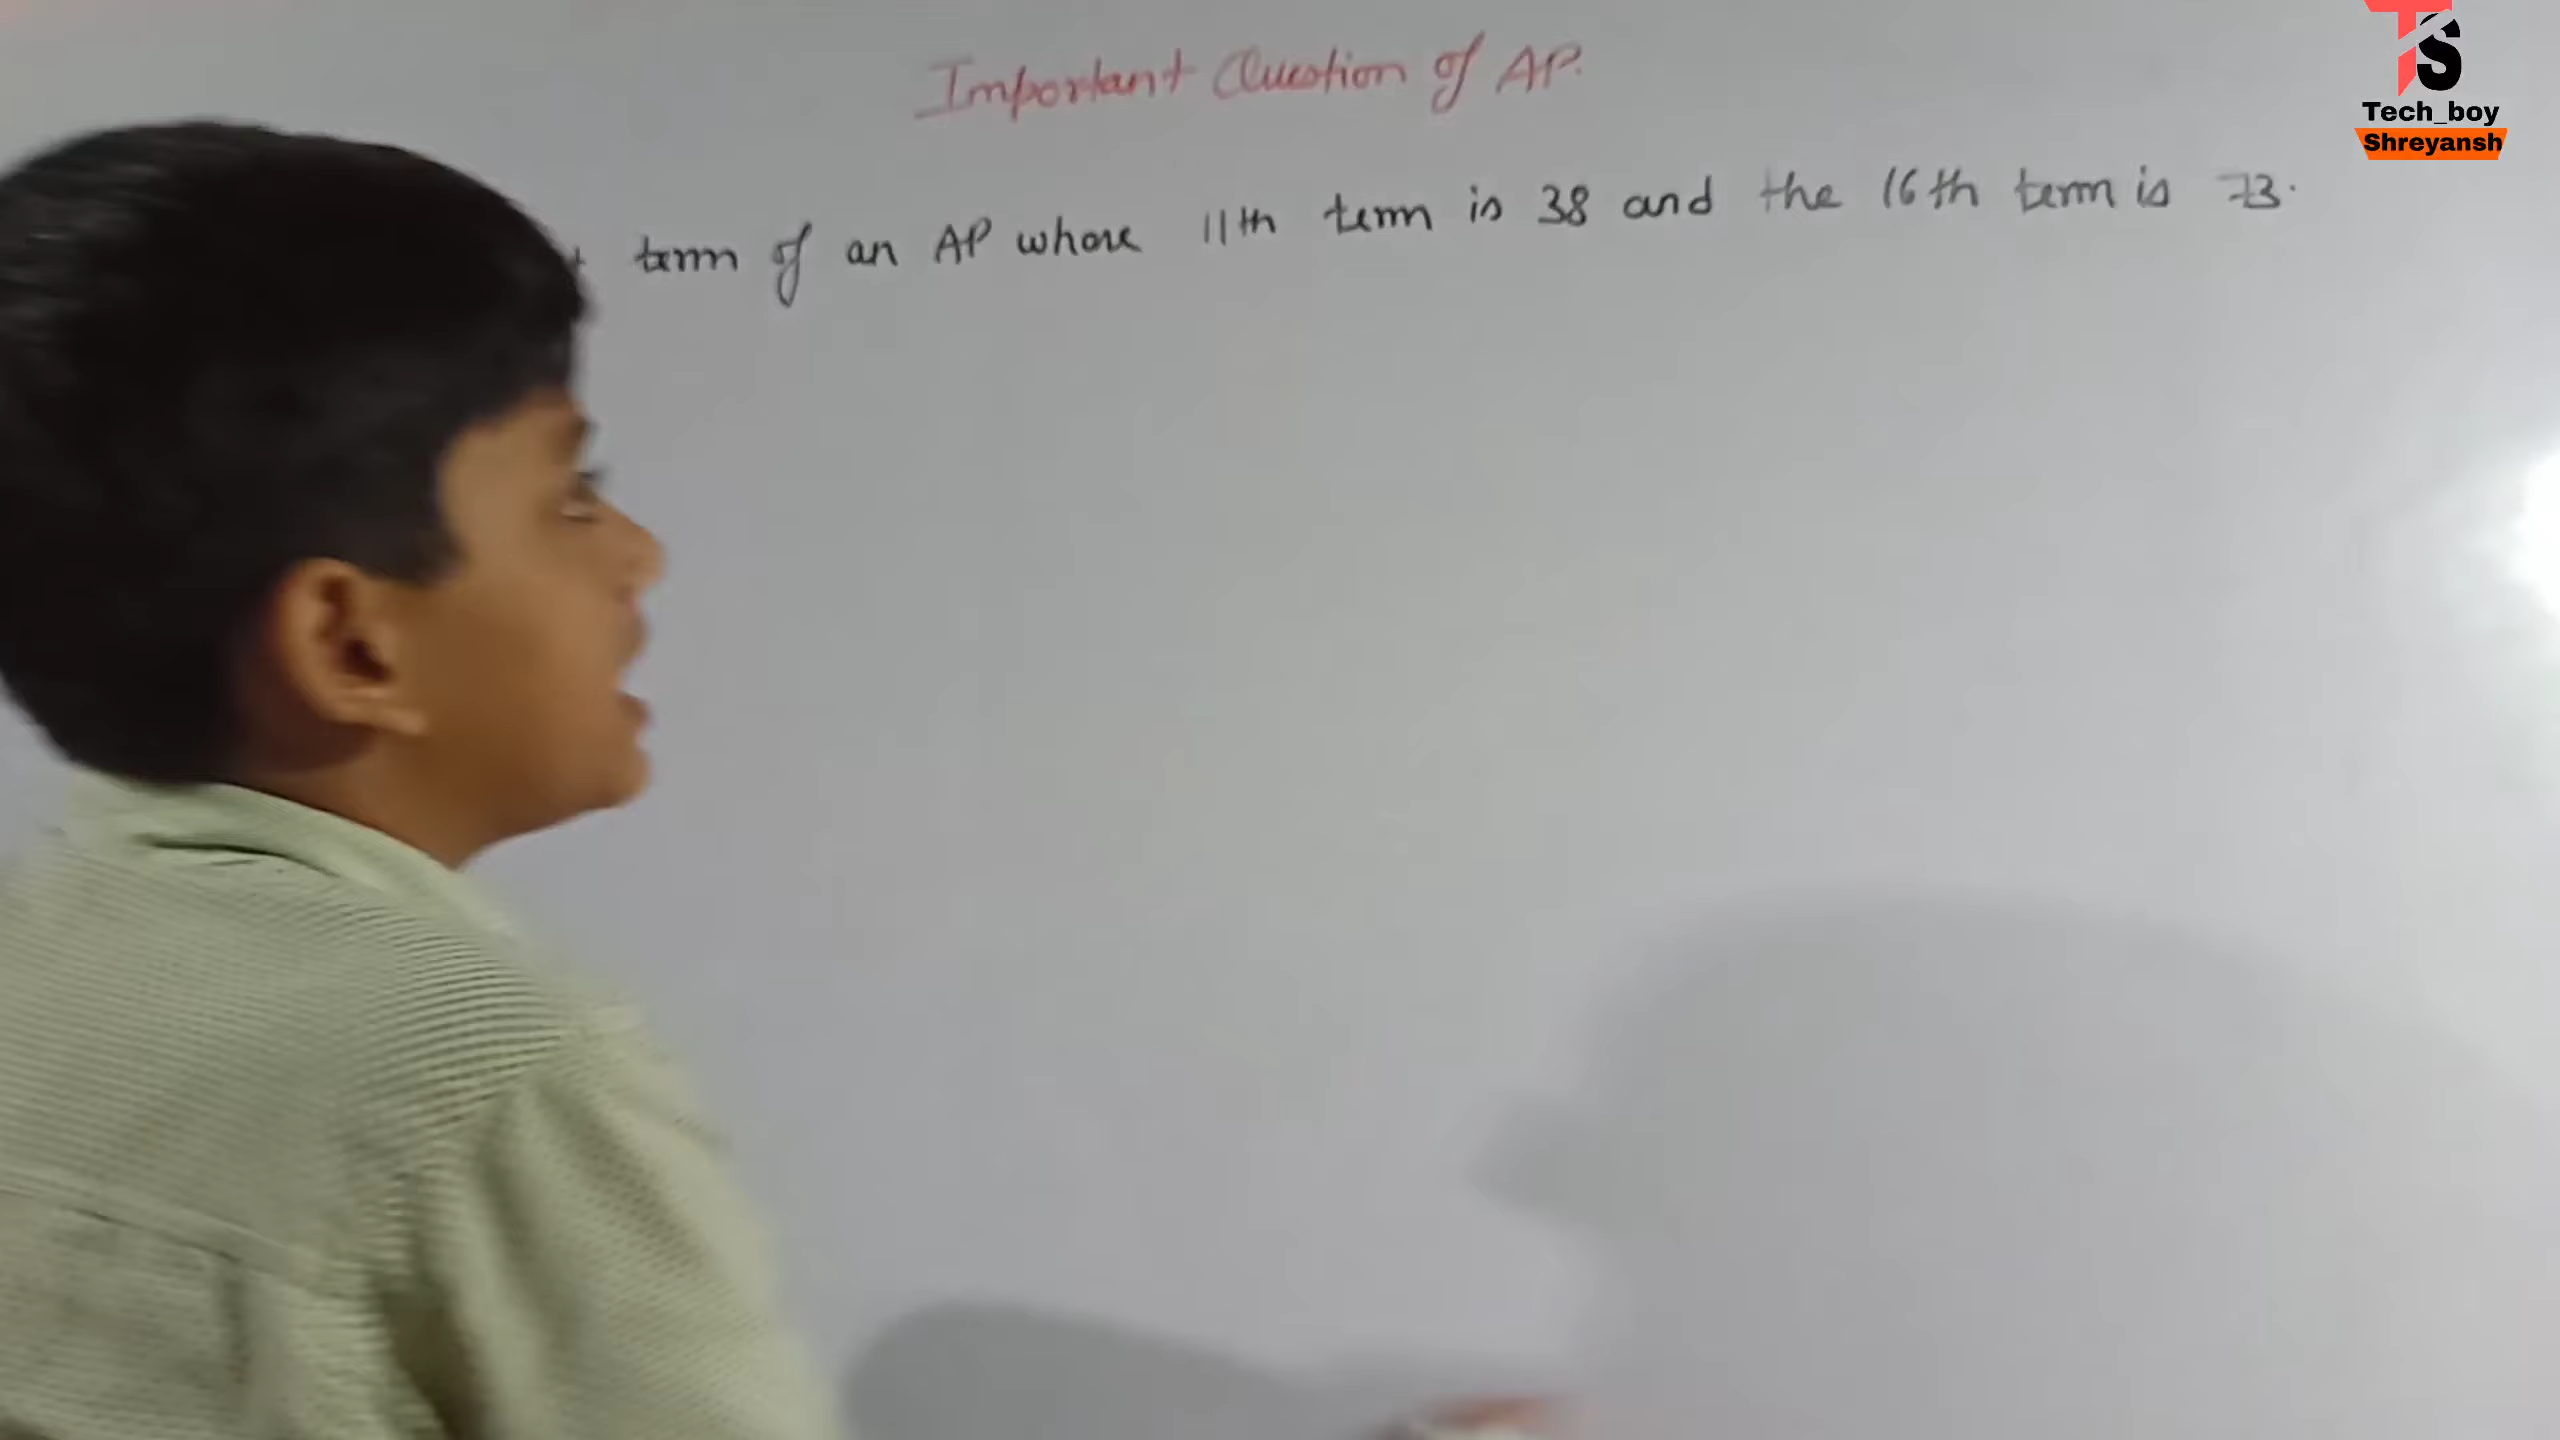 Important Question of AP.
term of an AP whose 11th term is 38 and the 16th term is 73.
TS
Tech_boy
Shreyansh